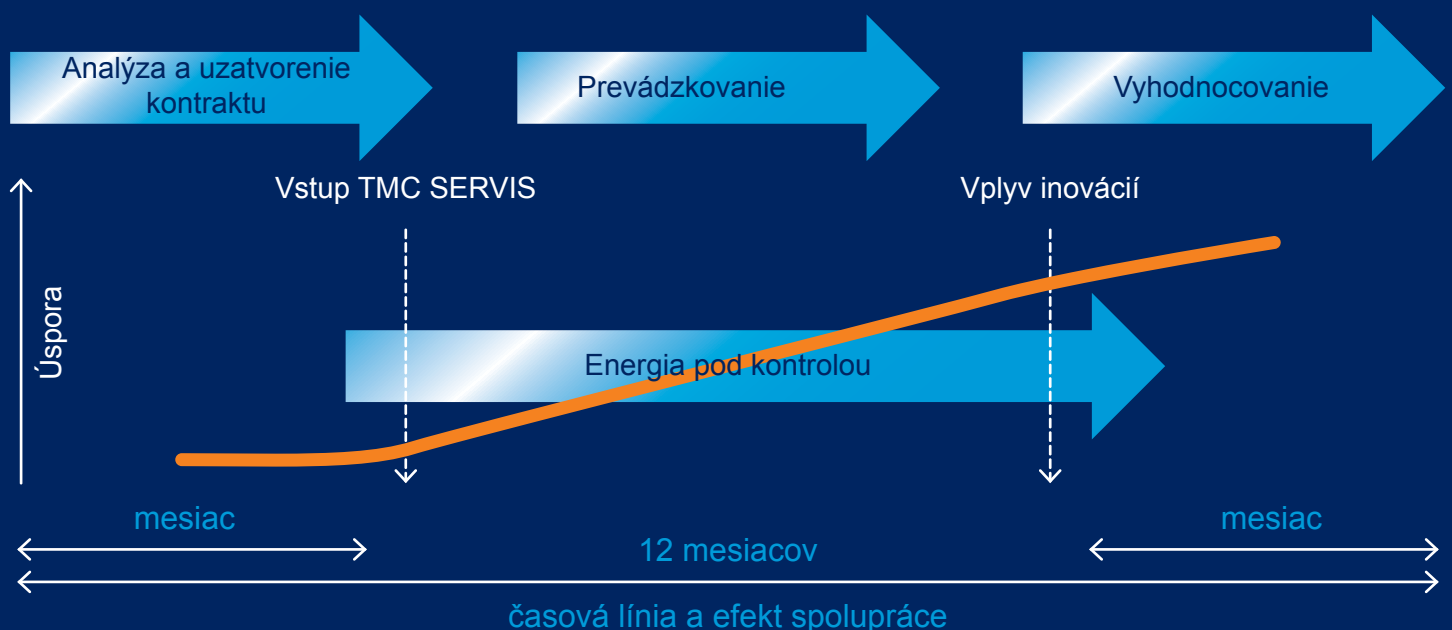 Analýza a uzatvorenie
kontraktu
Prevádzkovanie
Vyhodnocovanie
Vstup TMC SERVIS
Vplyv inovácií
Úspora
Energia pod kontrolou
mesiac
mesiac
12 mesiacov
časová línia a efekt spolupráce